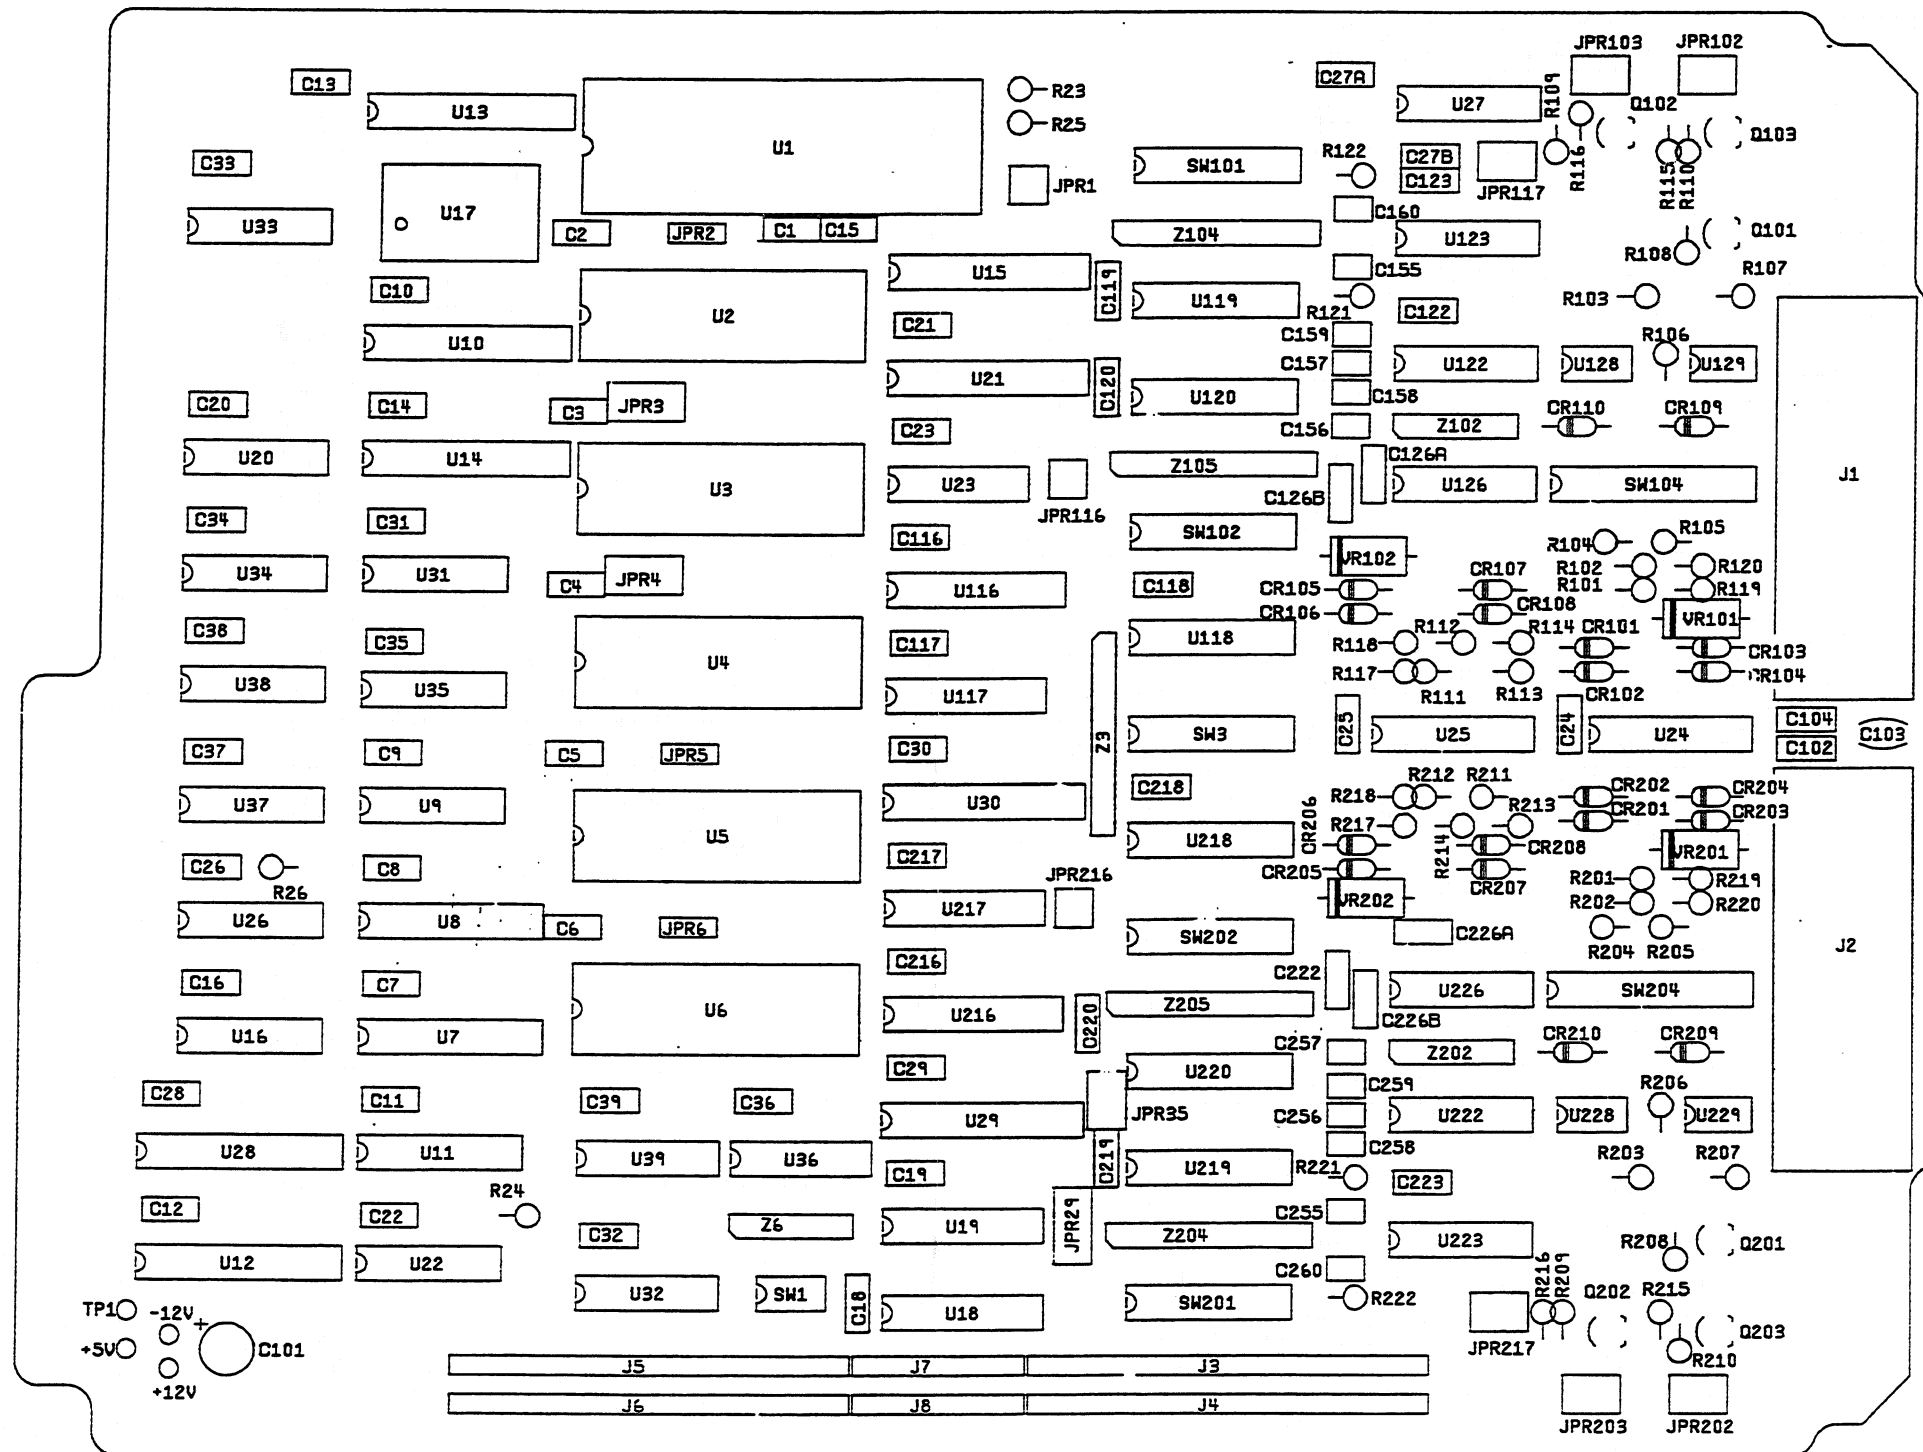 JPR103 JPR102
C13 C27A
U13 U27 R109 Q102
R23
R25 Q103
U1
C33 SW101 R122 C27B R116 R115 R110
C123
U17 JPR1 JPR117
U33 C2 JPR2 C1 C15 Z104 C160 U123 Q101
R108
U15 C119 C155 R107
C10 U119 R121 R103
U2 C21 C159 C122 R106
U10 C157 U122 U128 U129
U21 C120 U120 C158
C20 C14 C3 JPR3 CR110 CR109
C23 C156 Z102
U20 U14 Z105 C126A
U3 U23 C126B U126 SW104 J1
JPR116
C34 C31 C116 SW102 R104 R105
VR102 R102 R120
U34 U31 C4 JPR4 U116 C118 CR105 CR107 R101 R119
CR106 CR108 VR101
C38 C35 C117 U118 R118 R112 R114 CR101 CR103
U4 R117 R111 R113 CR102 CR104
U38 U35 U117
C37 C9 C5 JPR5 C30 Z3 SW3 C25 U25 C24 U24 C104 C103
C102
U37 U9 U30 C218 R218 R212 R211 CR202 CR204
U5 CR206 R217 R213 CR201 CR203
U218 R214 CR208 VR201
C26 R26 C8 C217 JPR216 CR205 CR207 R201 R219
VR202 R202 R220
U26 U8 C6 JPR6 U217 SW202 C226A R204 R205 J2
C16 C7 C216 C222
U6 Z205 U226 SW204
U16 U7 U216 C220 C226B
C257 Z202 CR210 CR209
C29 U220 C259 R206
C28 C11 C39 C36 U29 JPR35 C256 U222 U228 U229
U28 U11 U39 U36 C219 C258
C19 U219 R221 C223 R203 R207
C12 C22 R24 Z6 U19 JPR29 C255
C32 Z204 U223 R208 Q201
U12 U22 C260 R216 R209
U32 SW1 C18 U18 SW201 R222 Q202 R215
TP1 -12V + Q203
+5V C101 JPR217 R210
+12V
J5 J7 J3
J6 J8 J4
JPR203 JPR202